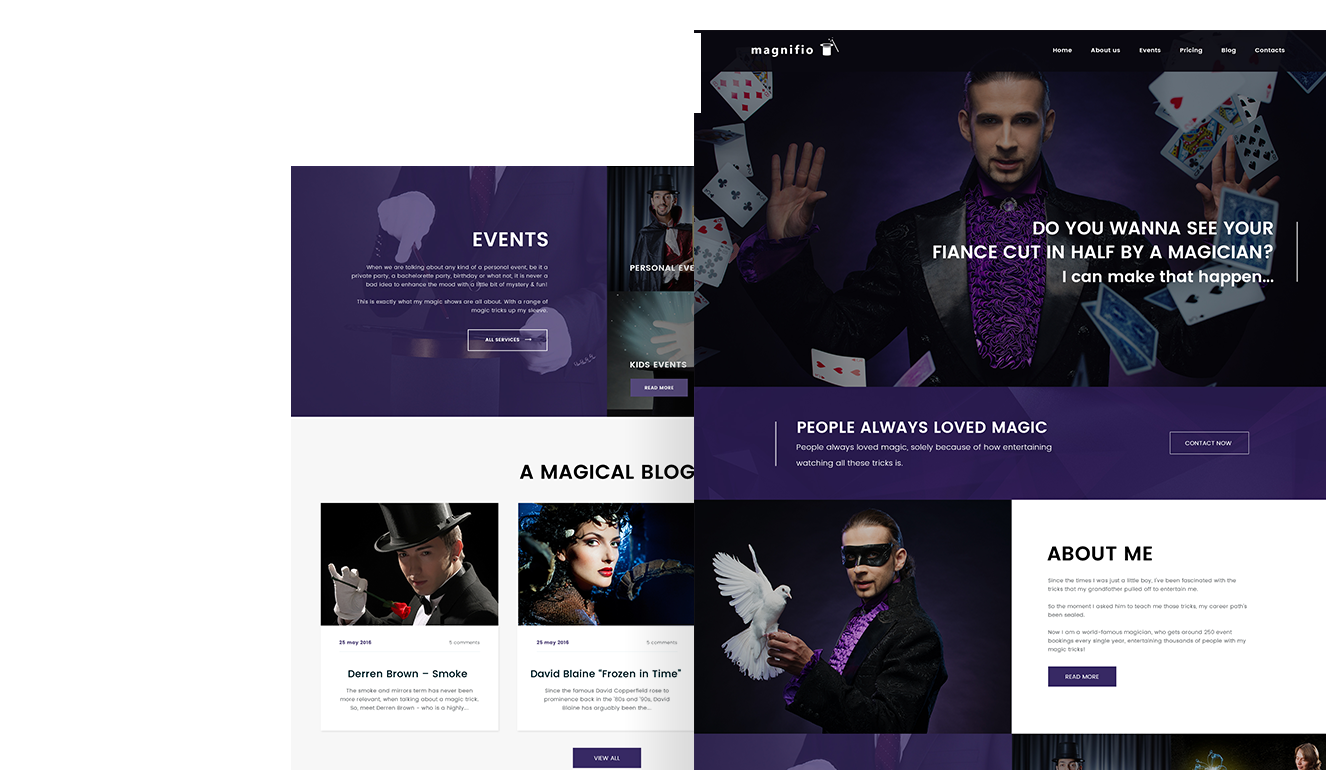 magnifio
Home About us Events Pricing Blog Contacts
DO YOU WANNA SEE YOUR
FIANCE CUT IN HALF BY A MAGICIAN?
I can make that happen...
PEOPLE ALWAYS LOVED MAGIC
People always loved magic, solely because of how entertaining
watching all these tricks is.
CONTACT NOW
ABOUT ME
Since the times I was just a little boy, I've been fascinated with the
tricks that my grandfather pulled off to entertain me.
So the moment I asked him to teach me those tricks, my career path's
been sealed.
Now I am a world-famous magician, who gets around 250 event
bookings every single year, entertaining thousands of people with my
magic tricks!
READ MORE
EVENTS
When we are talking about any kind of a personal event, be it a
private party, a bachelorette party, birthday or what not, it is never a
bad idea to enhance the mood with a little bit of mystery & fun!
This is exactly what my magic shows are all about. With a range of
magic tricks up my sleeve.
ALL SERVICES
PERSONAL EVE
KIDS EVENTS
READ MORE
A MAGICAL BLOG
25 may 2016 5 comments
Derren Brown – Smoke
The smoke and mirrors term has never been
more relevant, when talking about a magic trick.
So, meet Derren Brown – who is a highly...
25 may 2016 5 comments
David Blaine "Frozen in Time"
Since the famous David Copperfield rose to
prominence back in the '80s and '90s, David
Blaine has arguably been the...
VIEW ALL